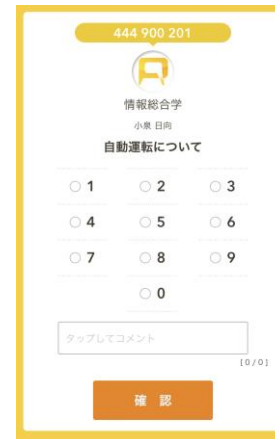 444 900 201
情報総合学
小泉 日向
自動運転について
1 2 3
4 5 6
7 8 9
0
タップしてコメント
[0/0]
確認